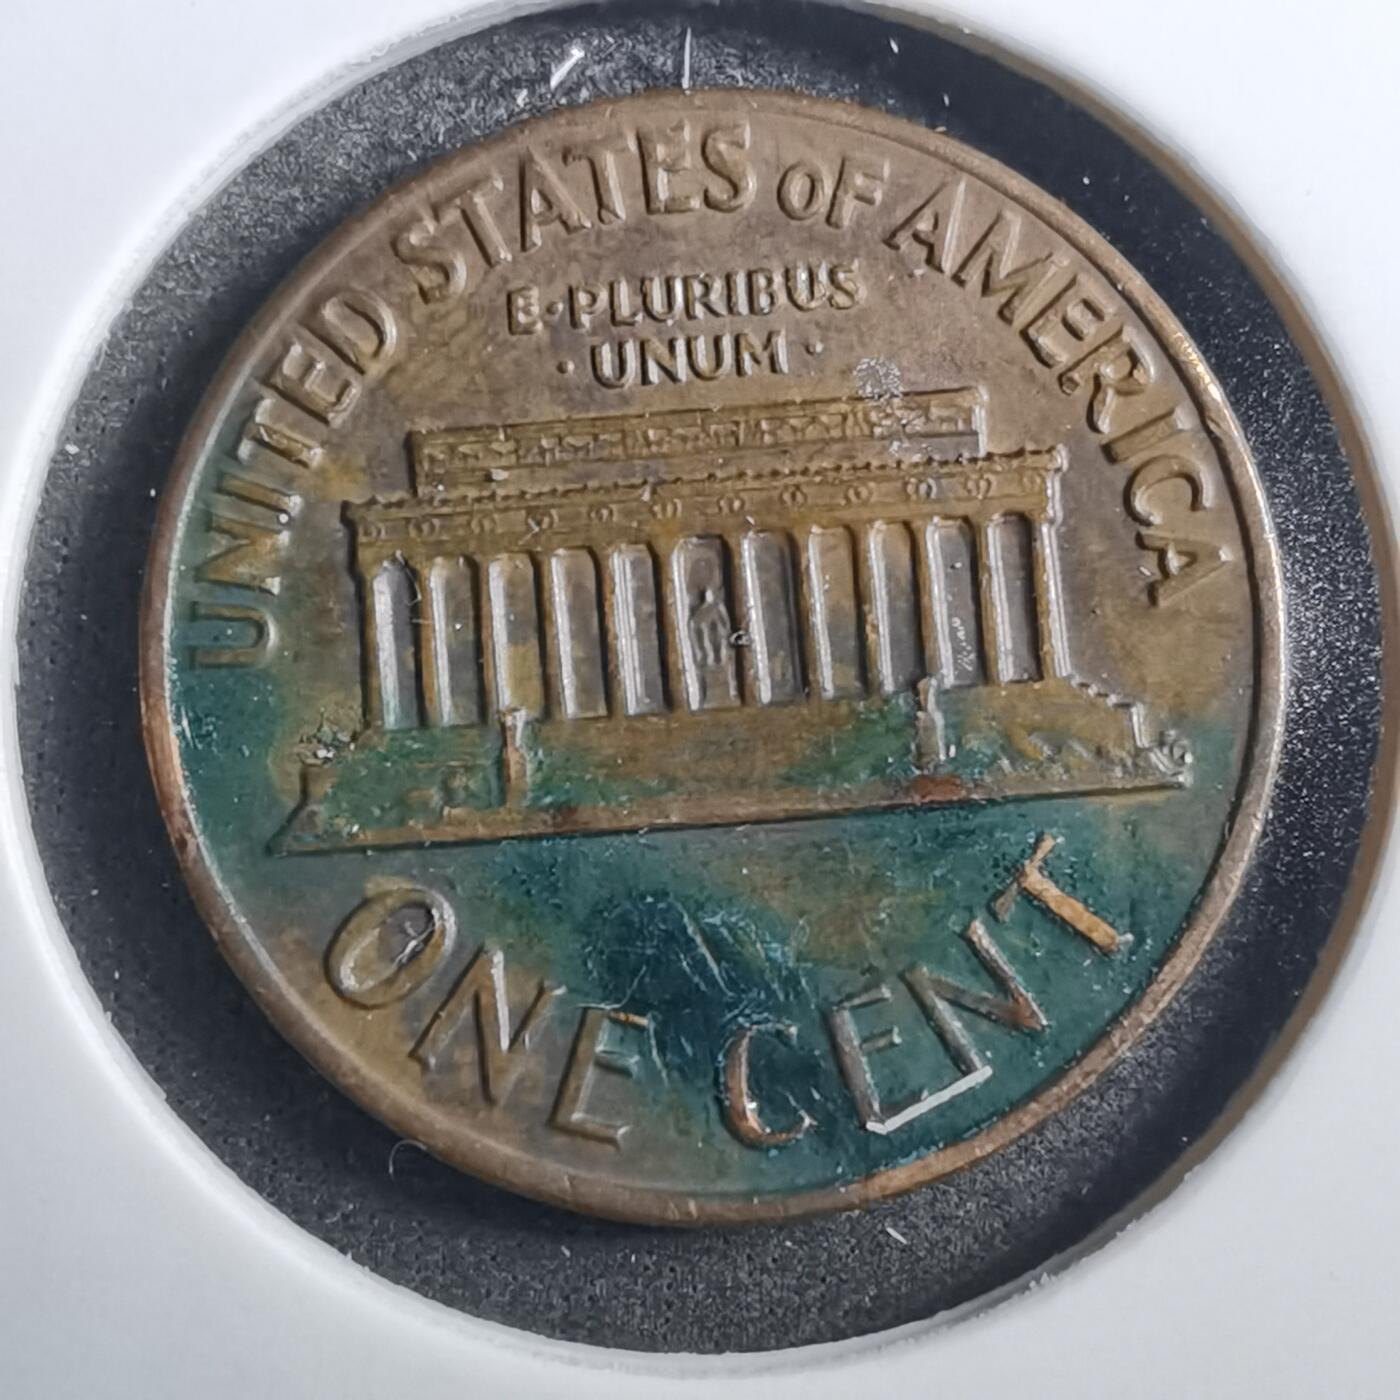 UNITED STATES OF AMERICA
E·PLURIBUS
·UNUM·
ONE CENT